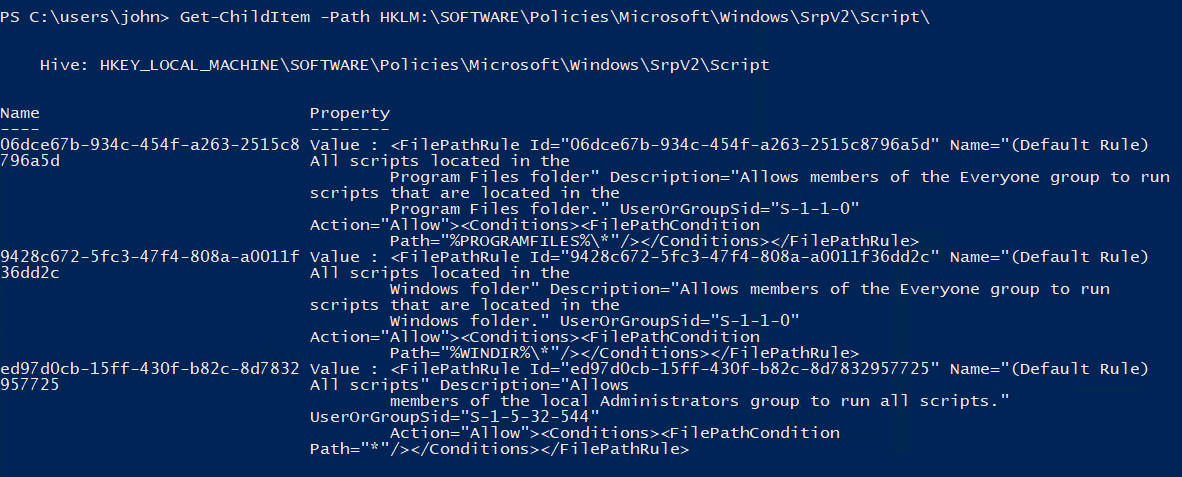 PS C:\users\john> Get-ChildItem -Path HKLM:\SOFTWARE\Policies\Microsoft\Windows\SrpV2\Script\
Hive: HKEY_LOCAL_MACHINE\SOFTWARE\Policies\Microsoft\Windows\SrpV2\Script
Name                           Property
----                           --------
06dce67b-934c-454f-a263-2515c8 Value : <FilePathRule Id="06dce67b-934c-454f-a263-2515c8796a5d" Name="(Default Rule)
796a5d                         All scripts located in the
                                       Program Files folder" Description="Allows members of the Everyone group to run
                               scripts that are located in the
                                       Program Files folder." UserOrGroupSid="S-1-1-0"
                               Action="Allow"><Conditions><FilePathCondition
                                       Path="%PROGRAMFILES%\*"/></Conditions></FilePathRule>
9428c672-5fc3-47f4-808a-a0011f Value : <FilePathRule Id="9428c672-5fc3-47f4-808a-a0011f36dd2c" Name="(Default Rule)
36dd2c                         All scripts located in the
                                       Windows folder" Description="Allows members of the Everyone group to run
                               scripts that are located in the
                                       Windows folder." UserOrGroupSid="S-1-1-0"
                               Action="Allow"><Conditions><FilePathCondition
                                       Path="%WINDIR%\*"/></Conditions></FilePathRule>
ed97d0cb-15ff-430f-b82c-8d7832 Value : <FilePathRule Id="ed97d0cb-15ff-430f-b82c-8d7832957725" Name="(Default Rule)
957725                         All scripts" Description="Allows
                                       members of the local Administrators group to run all scripts."
                               UserOrGroupSid="S-1-5-32-544"
                                       Action="Allow"><Conditions><FilePathCondition
                               Path="*"/></Conditions></FilePathRule>